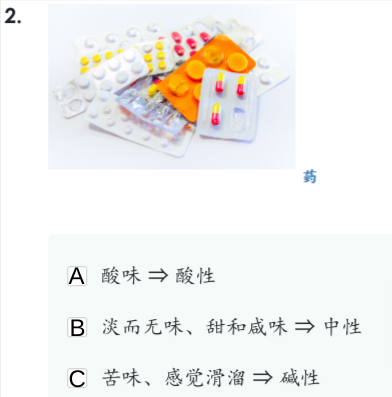 2.
药
A 酸味 ⇒ 酸性
B 淡而无味、甜和咸味 ⇒ 中性
C 苦味、感觉滑溜 ⇒ 碱性